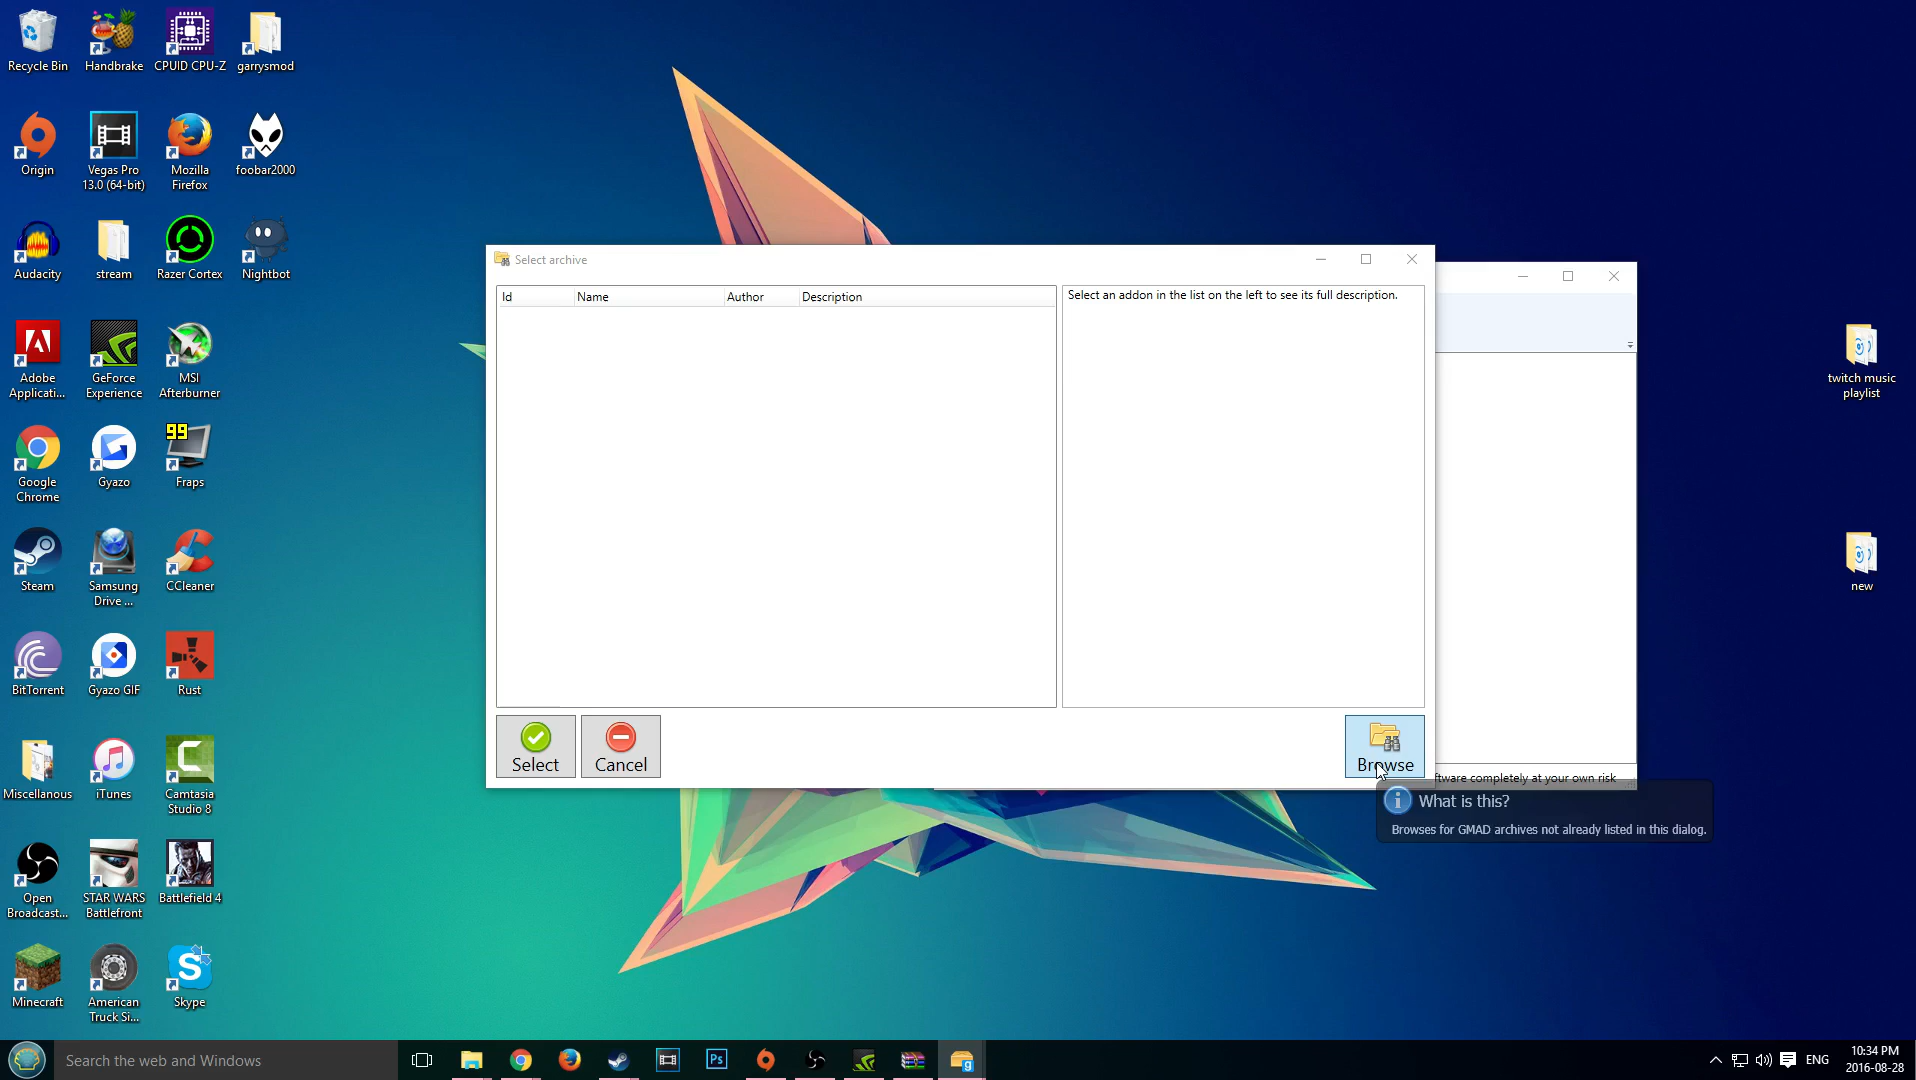 Recycle Bin
Handbrake
CPUID CPU-Z
garrysmod
Origin
Vegas Pro
13.0 (64-bit)
Mozilla
Firefox
foobar2000
Audacity
stream
Razer Cortex
Nightbot
Adobe
Applicati...
GeForce
Experience
MSI
Afterburner
Google
Chrome
Gyazo
99
Fraps
Steam
Samsung
Drive ...
CCleaner
BitTorrent
Gyazo GIF
Rust
Miscellanous
iTunes
Camtasia
Studio 8
Open
Broadcast...
STAR WARS
Battlefront
Battlefield 4
Minecraft
American
Truck Si...
Skype
Select archive
Id Name Author Description
Select an addon in the list on the left to see its full description.
Select
Cancel
Browse
ftware completely at your own risk
What is this?
Browses for GMAD archives not already listed in this dialog.
twitch music
playlist
new
Search the web and Windows
Ps
g
ENG
10:34 PM
2016-08-28